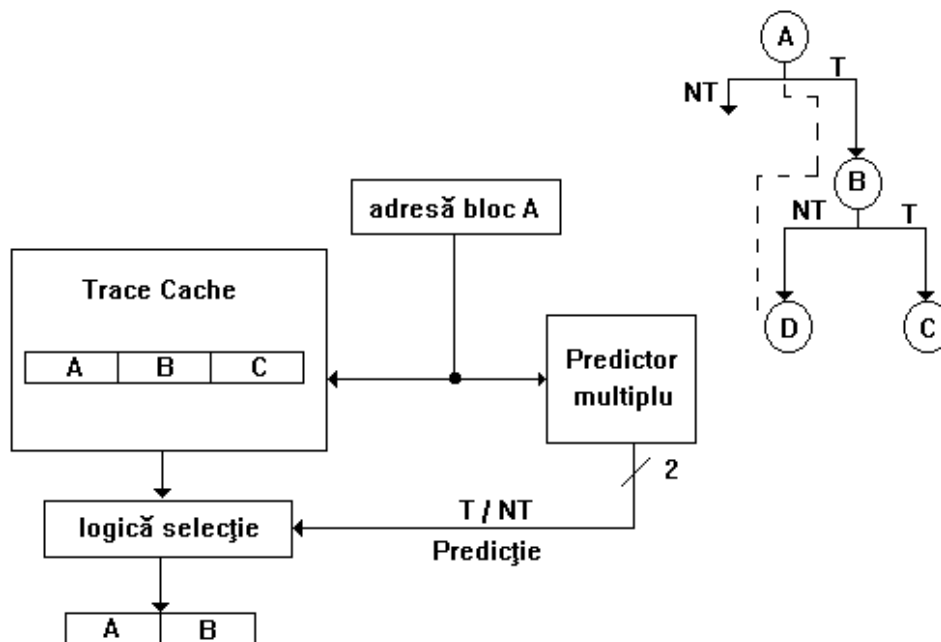 A
NT
T
B
NT
T
D
C
adresă bloc A
Trace Cache
A B C
Predictor
multiplu
2
T / NT
Predicţie
logică selecţie
A B